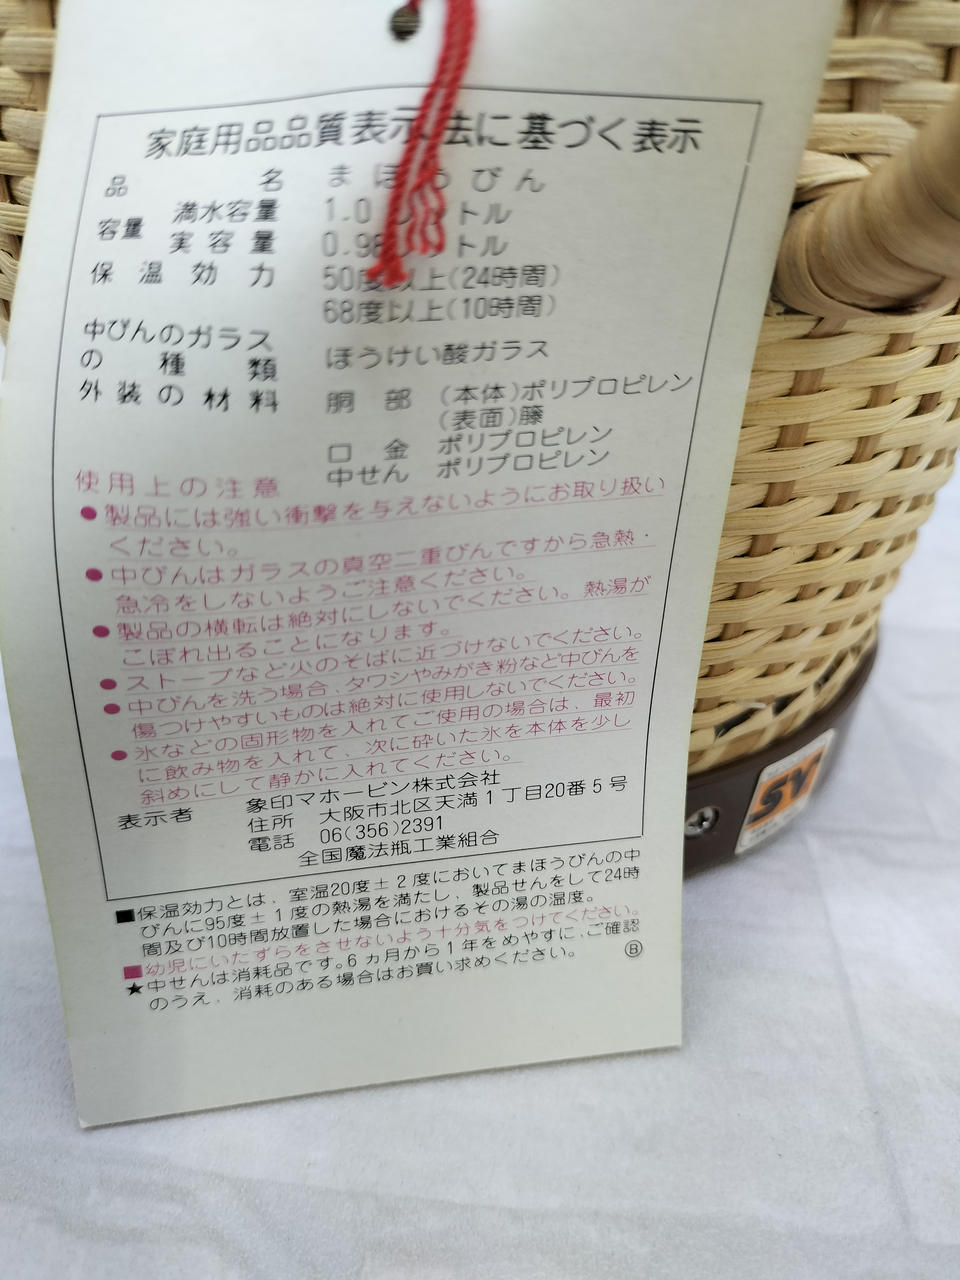 家庭用品品質表示法に基づく表示
品名 まほうびん
容量 満水容量 1.0リットル
実容量 0.98リットル
保温効力 50度以上(24時間)
68度以上(10時間)
中びんのガラス
の種類 ほうけい酸ガラス
外装の材料 胴部 (本体)ポリプロピレン
(表面)籐
口金 ポリプロピレン
中せん ポリプロピレン
使用上の注意
●製品には強い衝撃を与えないようにお取り扱い
ください。
●中びんはガラスの真空二重びんですから急熱・
急冷をしないようご注意ください。
●製品の横転は絶対にしないでください。熱湯が
こぼれ出ることになります。
●ストーブなど火のそばに近づけないでください。
●中びんを洗う場合、タワシやみがき粉など中びんを
傷つけやすいものは絶対に使用しないでください。
●氷などの固形物を入れてご使用の場合は、最初
に飲み物を入れて、次に砕いた氷を本体を少し
斜めにして静かに入れてください。
表示者 象印マホービン株式会社
住所 大阪市北区天満1丁目20番5号
電話 06(356)2391
全国魔法瓶工業組合
■保温効力とは、室温20度±2度においてまほうびんの中
びんに95度±1度の熱湯を満たし、製品せんをして24時
間及び10時間放置した場合におけるその湯の温度。
■幼児にいたずらをさせないよう十分気をつけてください。
★中せんは消耗品です。6ヵ月から1年をめやすに、ご確認
のうえ、消耗のある場合はお買い求めください。 Ⓑ
SV